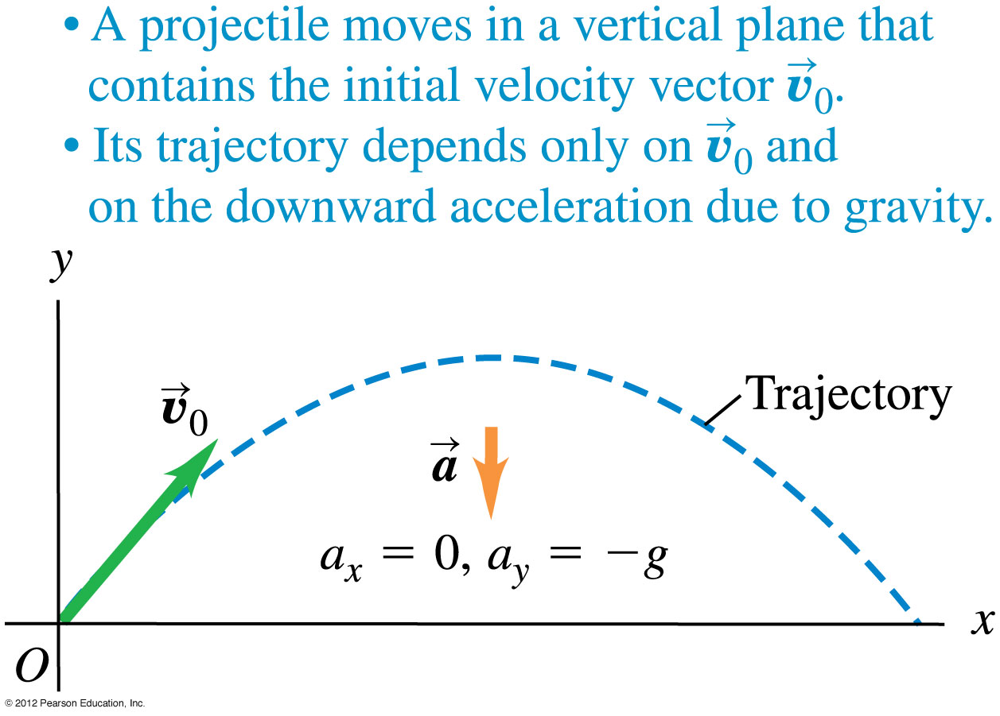 • A projectile moves in a vertical plane that
contains the initial velocity vector v⃗₀.
• Its trajectory depends only on v⃗₀ and
on the downward acceleration due to gravity.
y
v⃗₀
Trajectory
a⃗
aₓ = 0, a_y = −g
x
O
© 2012 Pearson Education, Inc.